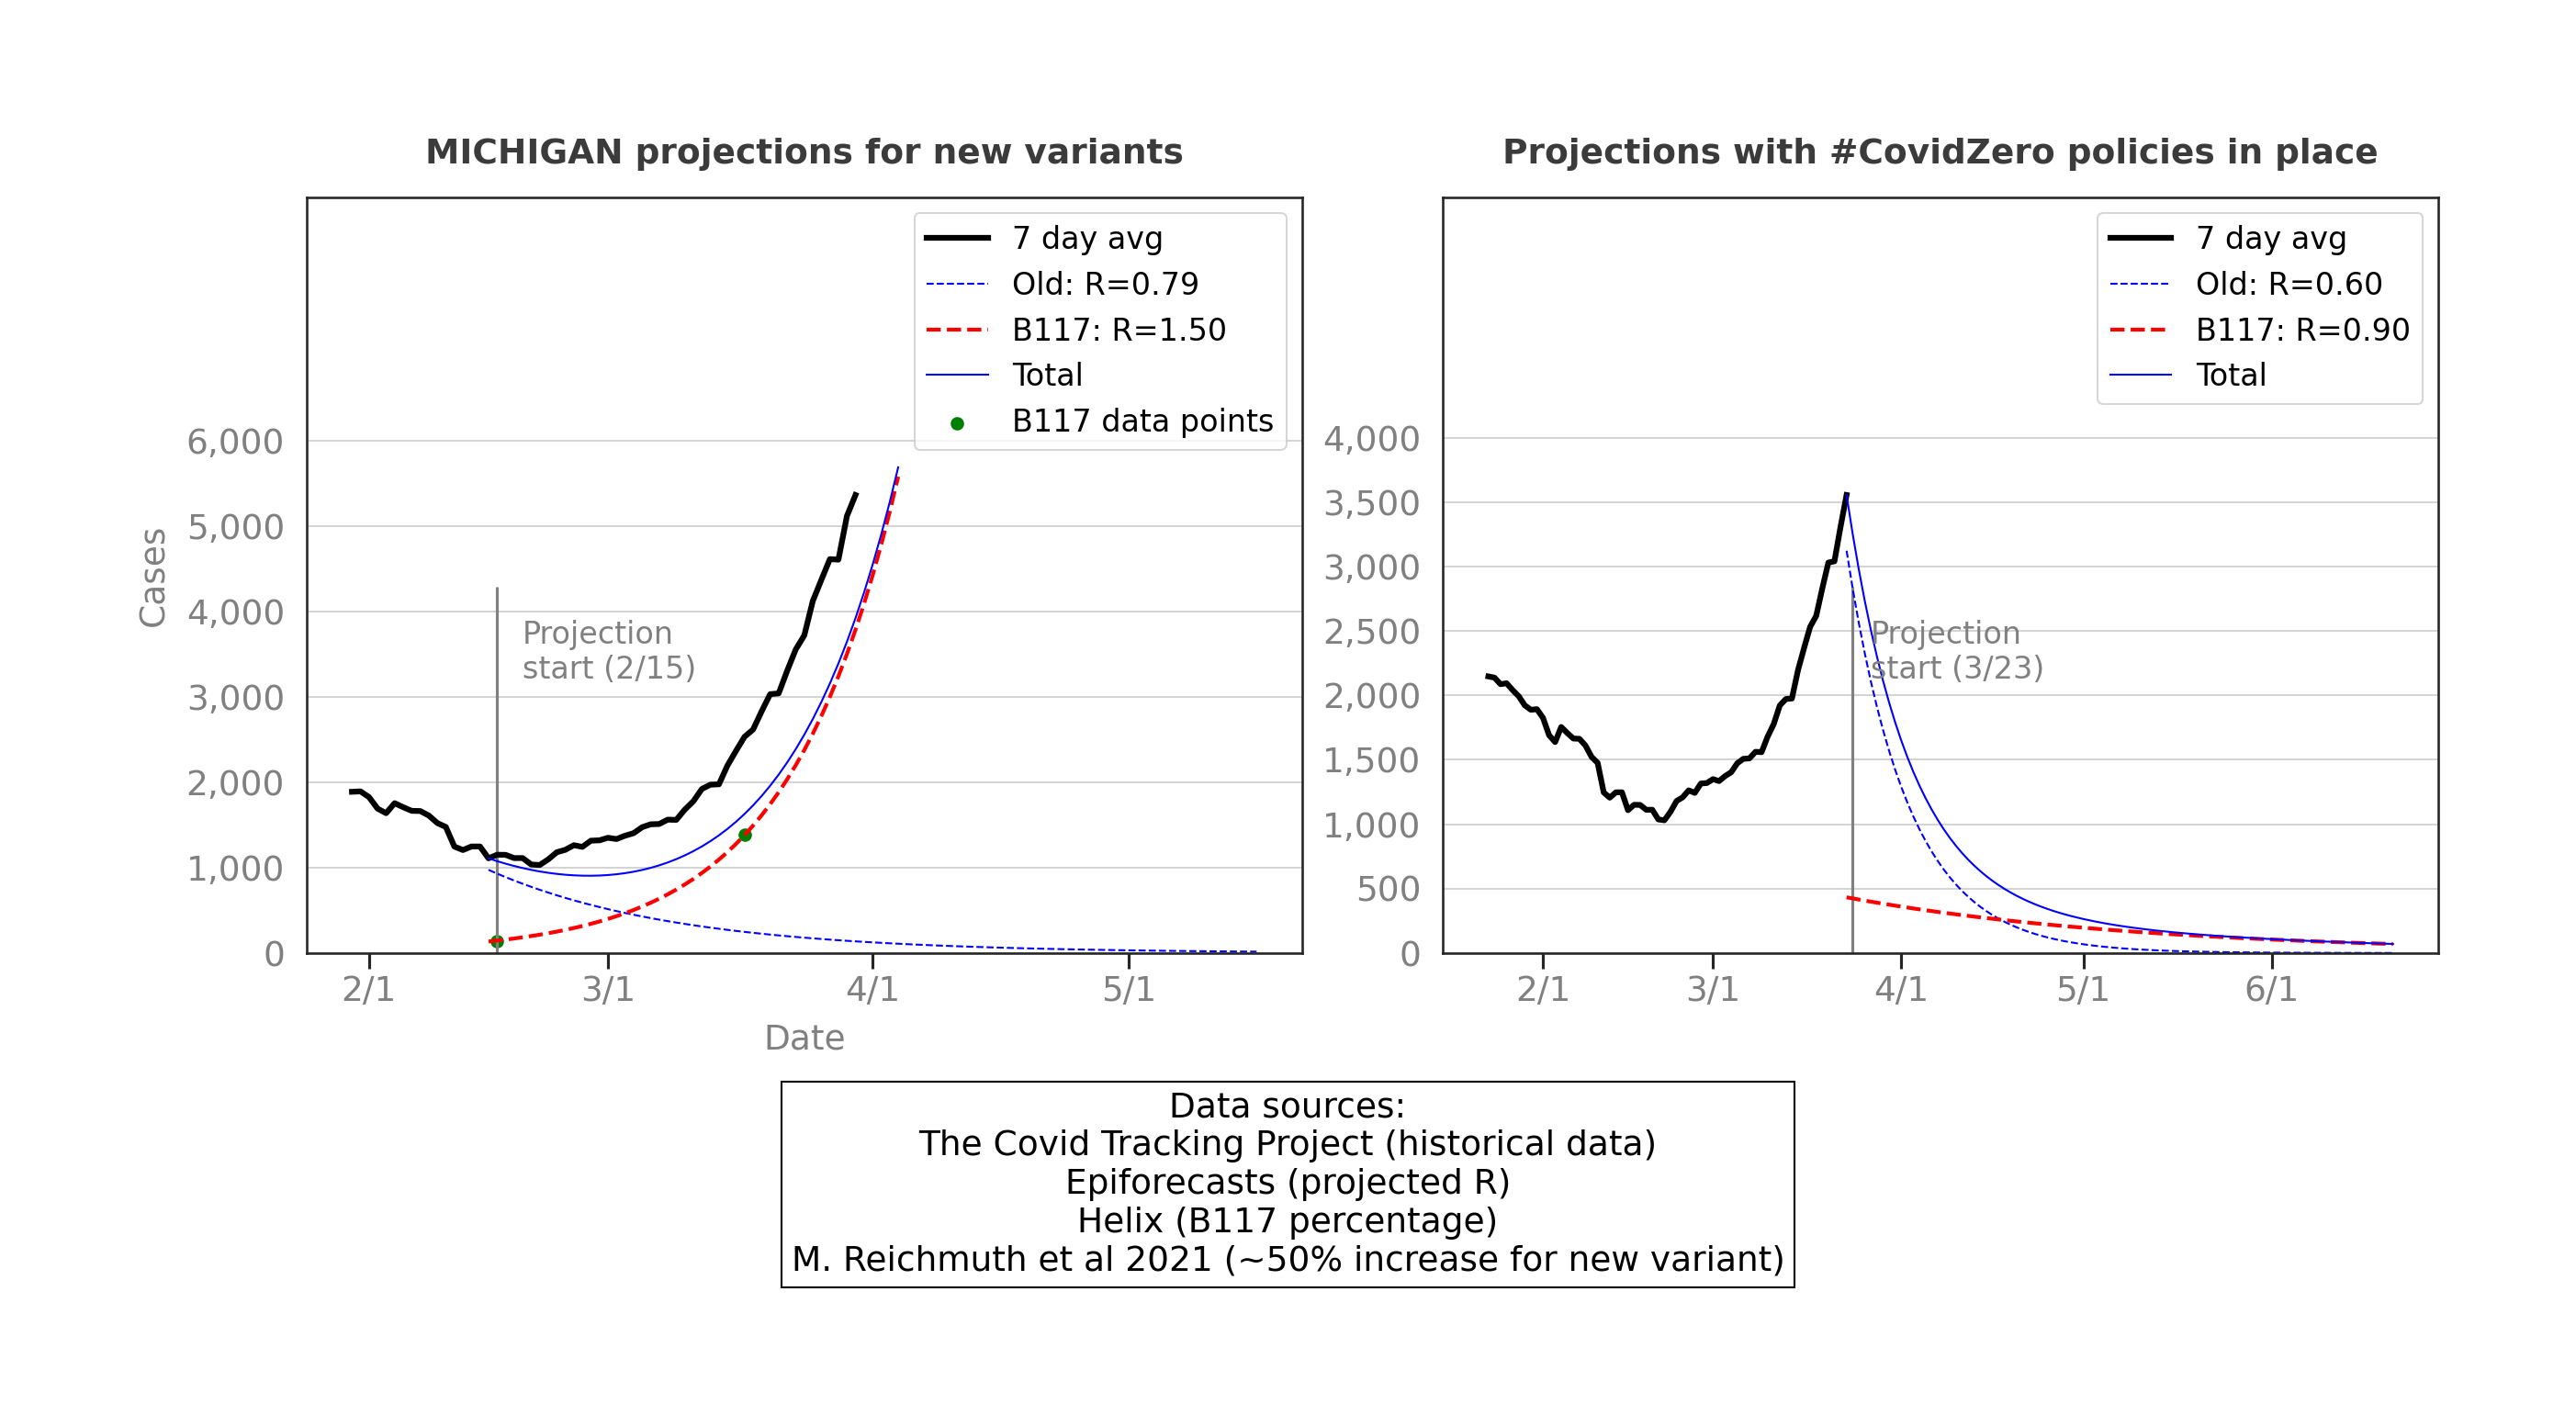 MICHIGAN projections for new variants
7 day avg
Old: R=0.79
B117: R=1.50
Total
B117 data points
6,000
5,000
4,000
3,000
2,000
1,000
0
Cases
Projection
start (2/15)
2/1
3/1
4/1
5/1
Date
Projections with #CovidZero policies in place
7 day avg
Old: R=0.60
B117: R=0.90
Total
4,000
3,500
3,000
2,500
2,000
1,500
1,000
500
0
Projection
start (3/23)
2/1
3/1
4/1
5/1
6/1
Data sources:
The Covid Tracking Project (historical data)
Epiforecasts (projected R)
Helix (B117 percentage)
M. Reichmuth et al 2021 (~50% increase for new variant)